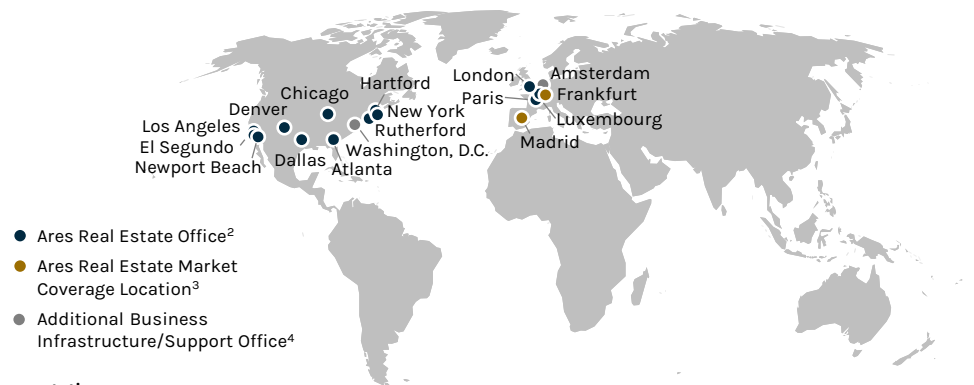 London
Amsterdam
Hartford
Paris
Frankfurt
Chicago
Denver
New York
Luxembourg
Los Angeles
Rutherford
El Segundo
Washington, D.C.
Madrid
Newport Beach
Dallas
Atlanta
Ares Real Estate Office²
Ares Real Estate Market
Coverage Location³
Additional Business
Infrastructure/Support Office⁴